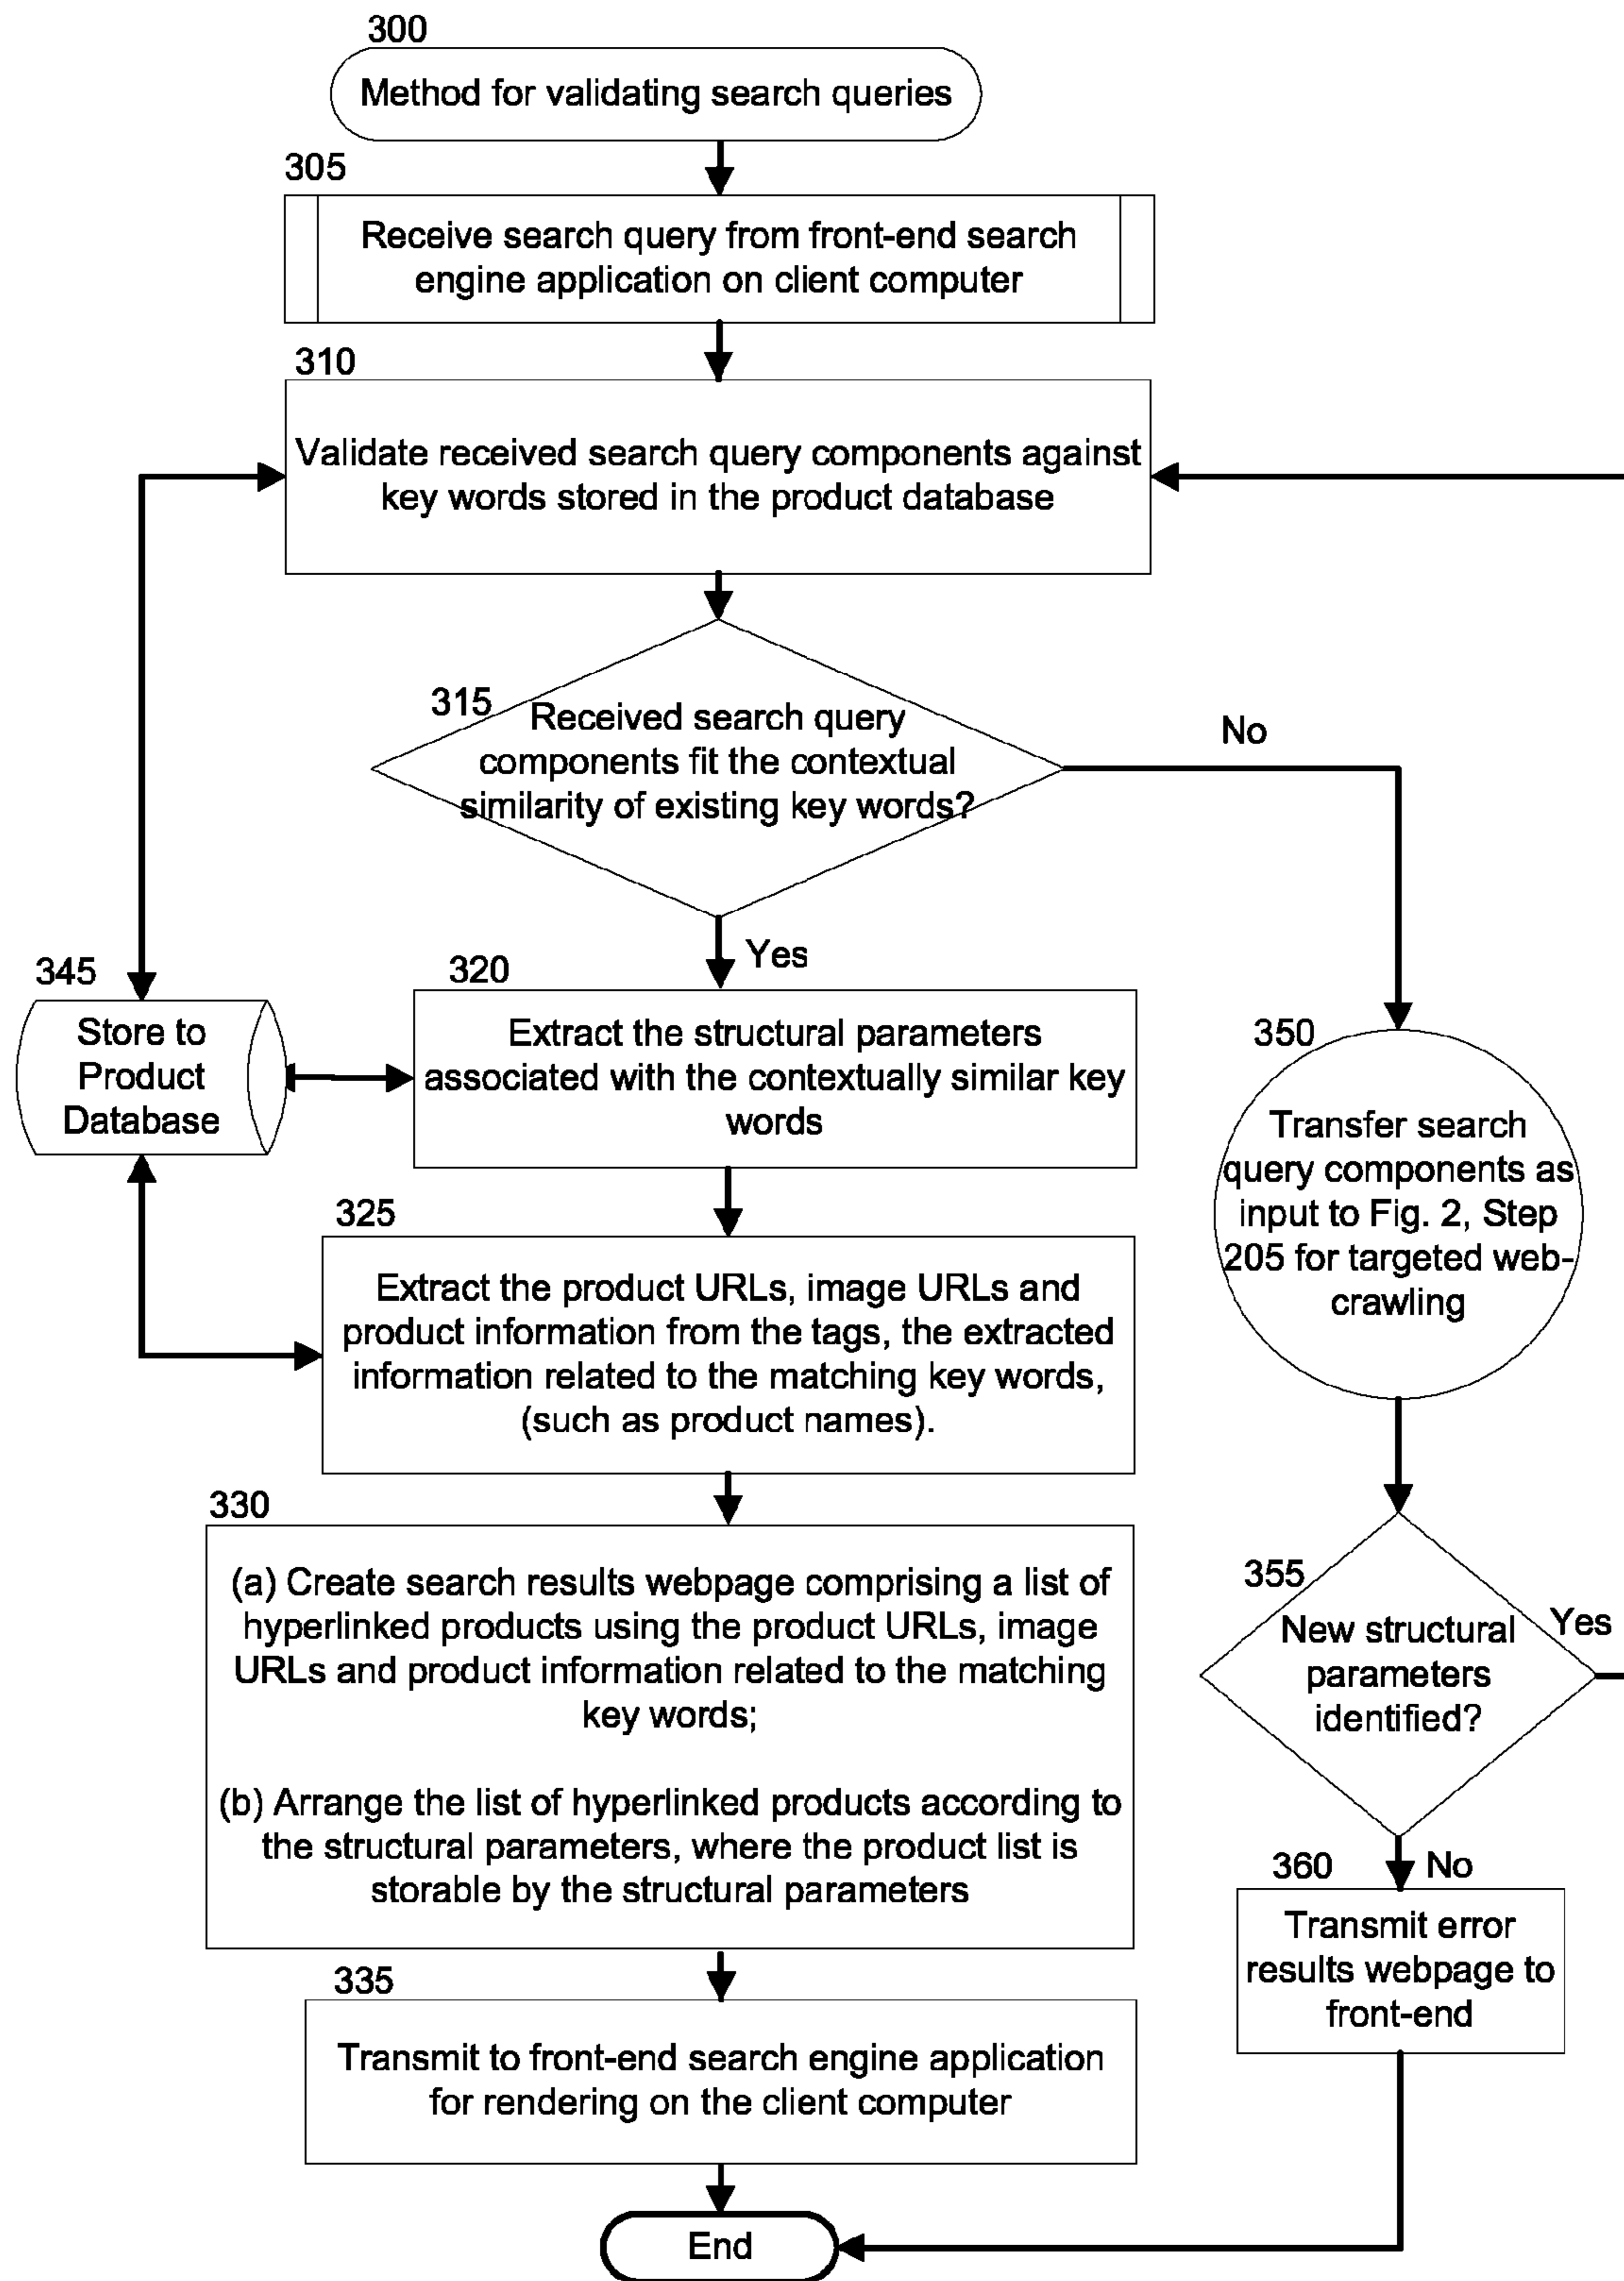 300
Method for validating search queries
305
Receive search query from front-end search
engine application on client computer
310
Validate received search query components against
key words stored in the product database
315
Received search query
components fit the contextual
similarity of existing key words?
No
Yes
345
Store to
Product
Database
320
Extract the structural parameters
associated with the contextually similar key
words
350
Transfer search
query components as
input to Fig. 2, Step
205 for targeted web-
crawling
325
Extract the product URLs, image URLs and
product information from the tags, the extracted
information related to the matching key words,
(such as product names).
330
(a) Create search results webpage comprising a list of
hyperlinked products using the product URLs, image
URLs and product information related to the matching
key words;
(b) Arrange the list of hyperlinked products according to
the structural parameters, where the product list is
storable by the structural parameters
355
New structural
parameters
identified?
Yes
No
360
Transmit error
results webpage to
front-end
335
Transmit to front-end search engine application
for rendering on the client computer
End